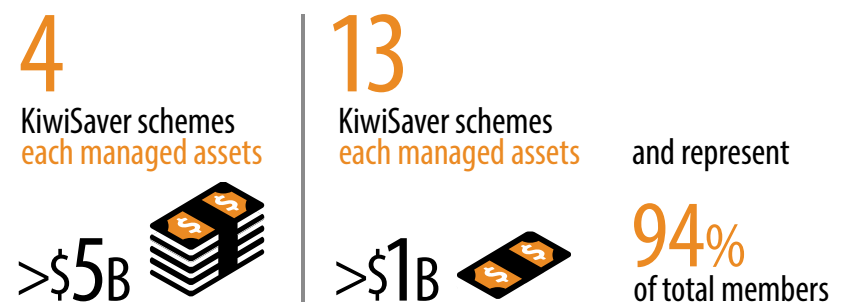 4
KiwiSaver schemes
each managed assets
>$5B
13
KiwiSaver schemes
each managed assets
>$1B
and represent
94%
of total members